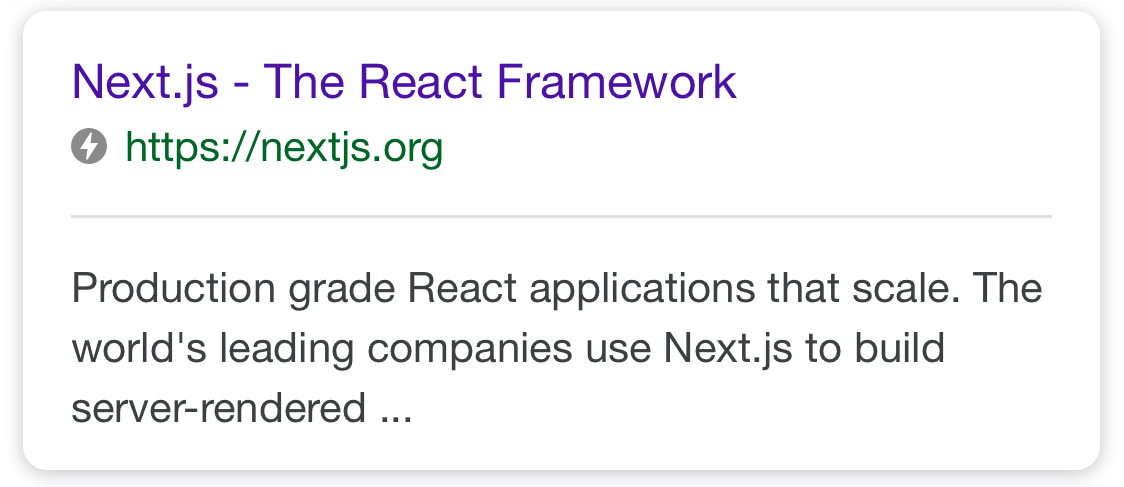 Next.js - The React Framework
https://nextjs.org
Production grade React applications that scale. The
world's leading companies use Next.js to build
server-rendered ...